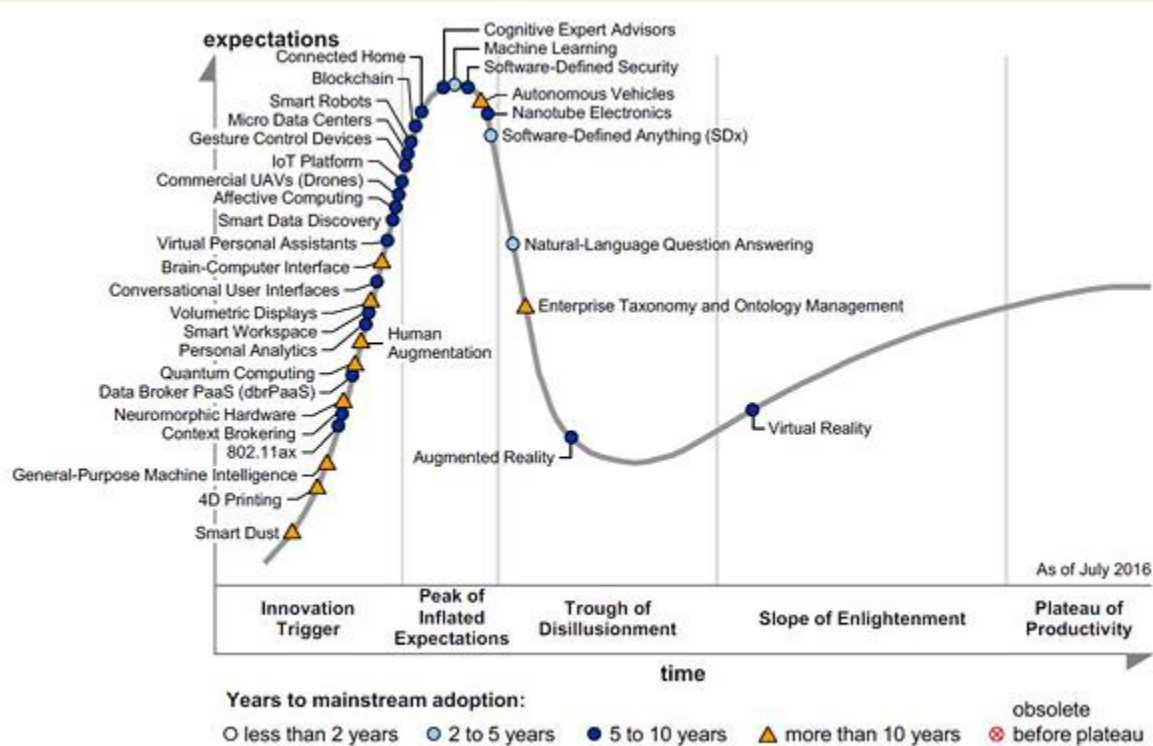 expectations
Connected Home
Blockchain
Smart Robots
Micro Data Centers
Gesture Control Devices
IoT Platform
Commercial UAVs (Drones)
Affective Computing
Smart Data Discovery
Virtual Personal Assistants
Brain-Computer Interface
Conversational User Interfaces
Volumetric Displays
Smart Workspace
Personal Analytics
Quantum Computing
Data Broker PaaS (dbrPaaS)
Neuromorphic Hardware
Context Brokering
802.11ax
General-Purpose Machine Intelligence
4D Printing
Smart Dust
Human
Augmentation
Cognitive Expert Advisors
Machine Learning
Software-Defined Security
Autonomous Vehicles
Nanotube Electronics
Software-Defined Anything (SDx)
Natural-Language Question Answering
Enterprise Taxonomy and Ontology Management
Augmented Reality
Virtual Reality
As of July 2016
Innovation
Trigger
Peak of
Inflated
Expectations
Trough of
Disillusionment
Slope of Enlightenment
Plateau of
Productivity
time
Years to mainstream adoption:
less than 2 years
2 to 5 years
5 to 10 years
more than 10 years
obsolete
before plateau